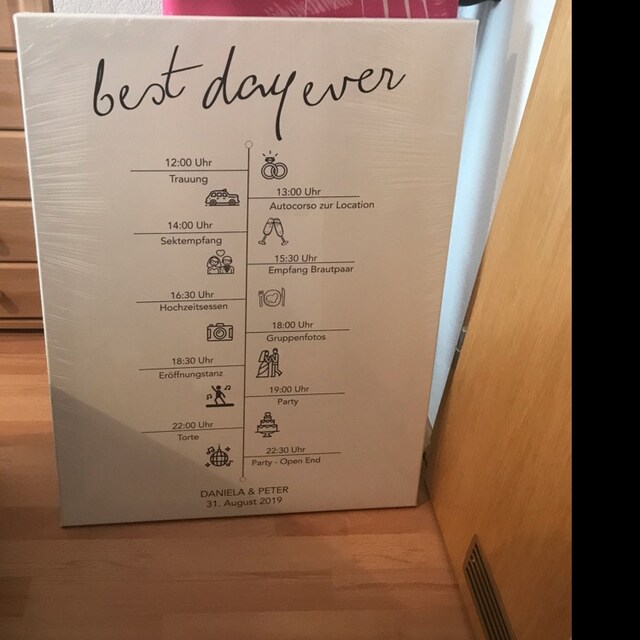 best day ever
12:00 Uhr
Trauung
13:00 Uhr
Autocorso zur Location
14:00 Uhr
Sektempfang
15:30 Uhr
Empfang Brautpaar
16:30 Uhr
Hochzeitsessen
18:00 Uhr
Gruppenfotos
18:30 Uhr
Eröffnungstanz
19:00 Uhr
Party
22:00 Uhr
Torte
22:30 Uhr
Party - Open End
DANIELA & PETER
31. August 2019